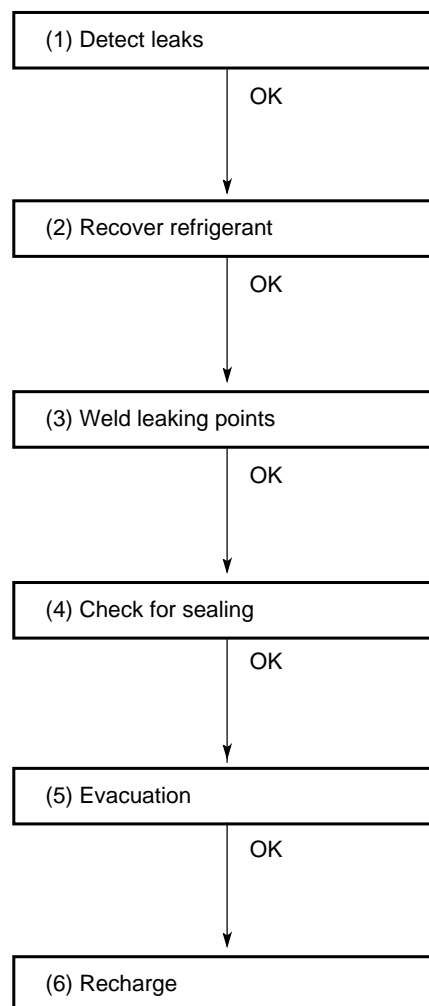 (1) Detect leaks
OK
(2) Recover refrigerant
OK
(3) Weld leaking points
OK
(4) Check for sealing
OK
(5) Evacuation
OK
(6) Recharge